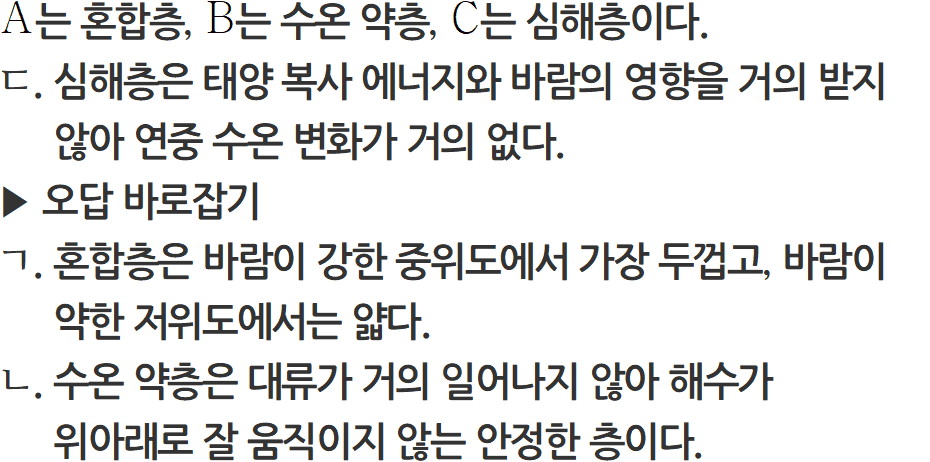 A는 혼합층, B는 수온 약층, C는 심해층이다.
ㄷ. 심해층은 태양 복사 에너지와 바람의 영향을 거의 받지
않아 연중 수온 변화가 거의 없다.
▶ 오답 바로잡기
ㄱ. 혼합층은 바람이 강한 중위도에서 가장 두껍고, 바람이
약한 저위도에서는 얇다.
ㄴ. 수온 약층은 대류가 거의 일어나지 않아 해수가
위아래로 잘 움직이지 않는 안정한 층이다.